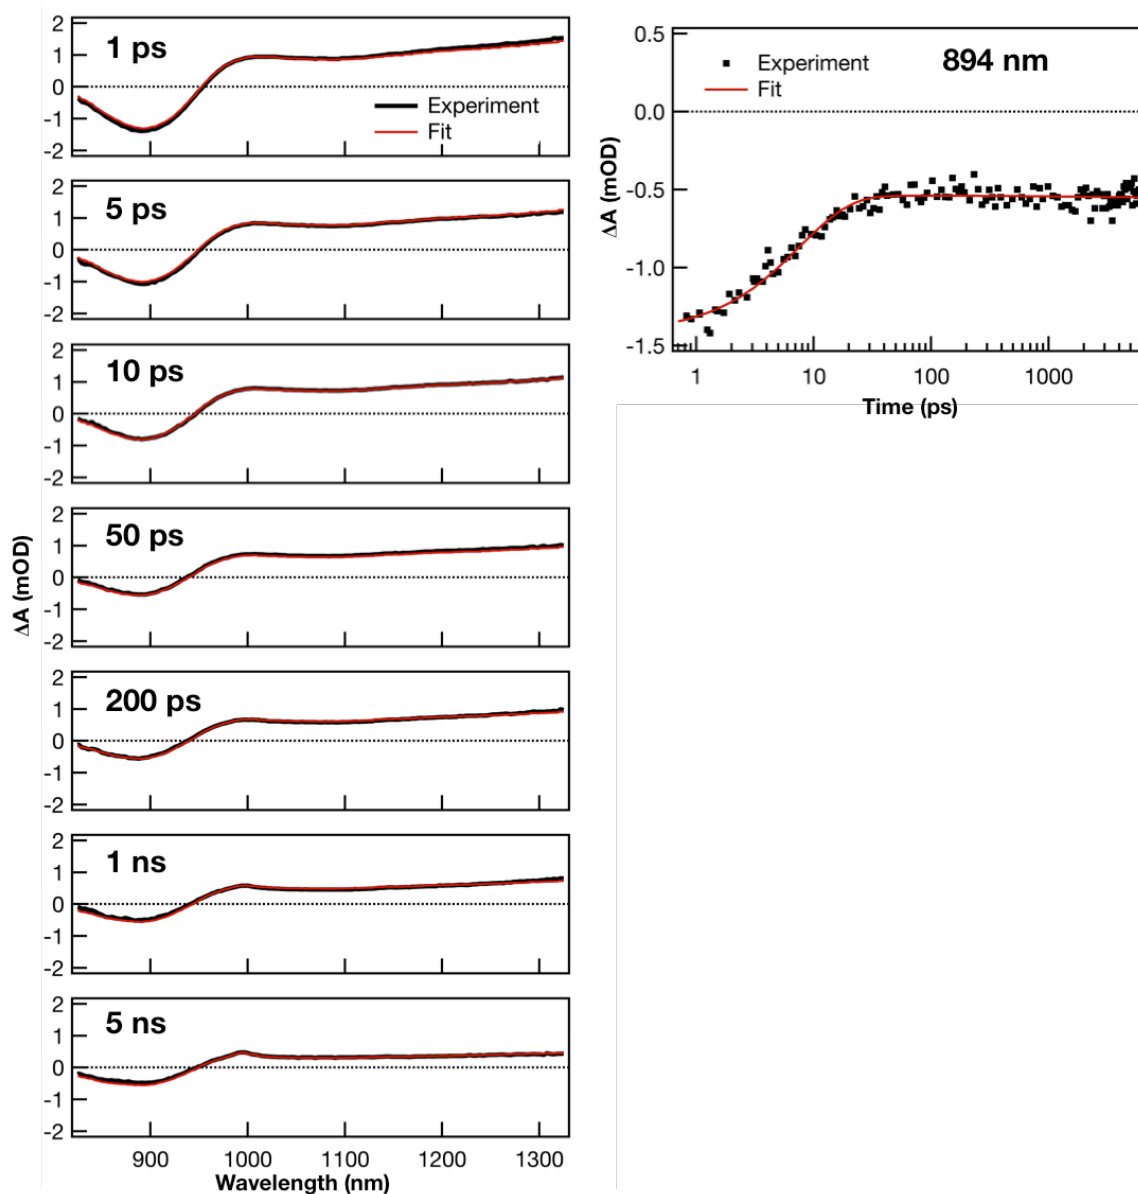 2
1
0
-1
-2
1 ps
Experiment
Fit
2
1
0
-1
-2
5 ps
2
1
0
-1
-2
10 ps
2
1
0
-1
-2
50 ps
2
1
0
-1
-2
200 ps
2
1
0
-1
-2
1 ns
2
1
0
-1
-2
5 ns
ΔA (mOD)
900 1000 1100 1200 1300
Wavelength (nm)
0.5
0.0
-0.5
-1.0
-1.5
ΔA (mOD)
Experiment
Fit
894 nm
1 10 100 1000
Time (ps)